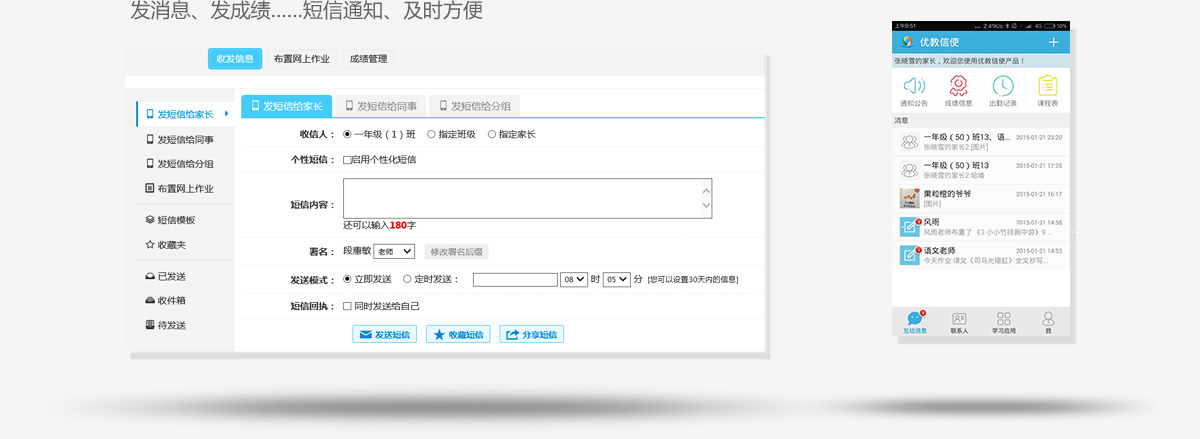 发消息、发成绩......短信通知、及时方便
收发信息 布置网上作业 成绩管理
发短信给家长
发短信给同事
发短信给分组
布置网上作业
短信模板
收藏夹
已发送
收件箱
待发送
发短信给家长 发短信给同事 发短信给分组
收信人： 一年级（1）班 指定班级 指定家长
个性短信： 启用个性化短信
短信内容：
还可以输入180字
署名： 段惠敏 老师 修改署名后缀
发送模式： 立即发送 定时发送： 08 时 05 分 [您可以设置30天内的信息]
短信回执： 同时发送给自己
发送短信 收藏短信 分享短信
上午9:51 ... 2.41K/s 4G 10%
优教信使 +
张晓雪的家长，欢迎您使用优教信使产品！
通知公告 成绩信息 出勤记录 课程表
消息
一年级（50）班13、语... 2015-01-21 23:20
张晓雪的家长2:[图片]
一年级（50）班13 2015-01-21 17:25
张晓雪的家长2:哈喽
果粒橙的爷爷 2015-01-21 16:17
[图片]
风雨 2015-01-21 14:58
风雨老师布置了《3 小小竹排画中游》9 ...
语文老师 2015-01-21 14:53
今天作业:课文《司马光砸缸》全文抄写...
互动消息 联系人 学习应用 我